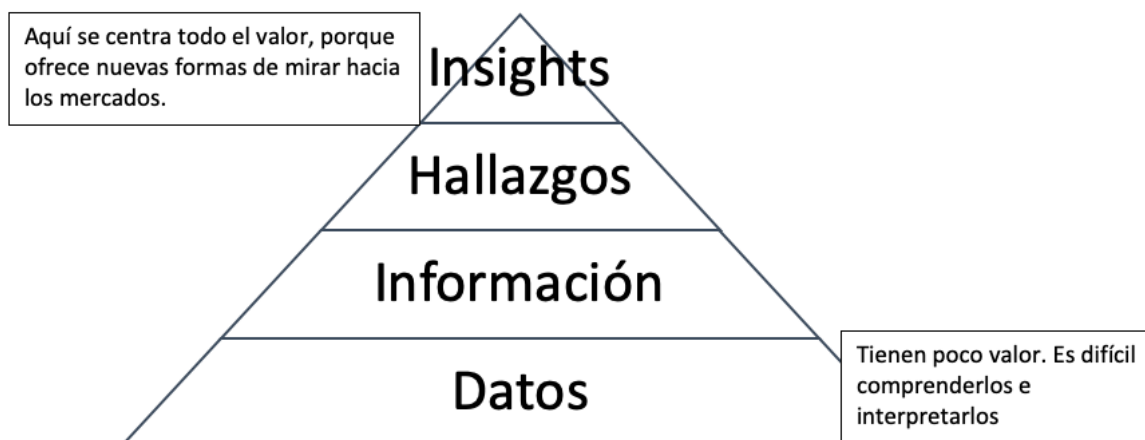 Aquí se centra todo el valor, porque
ofrece nuevas formas de mirar hacia
los mercados.
Insights
Hallazgos
Información
Datos
Tienen poco valor. Es difícil
comprenderlos e
interpretarlos